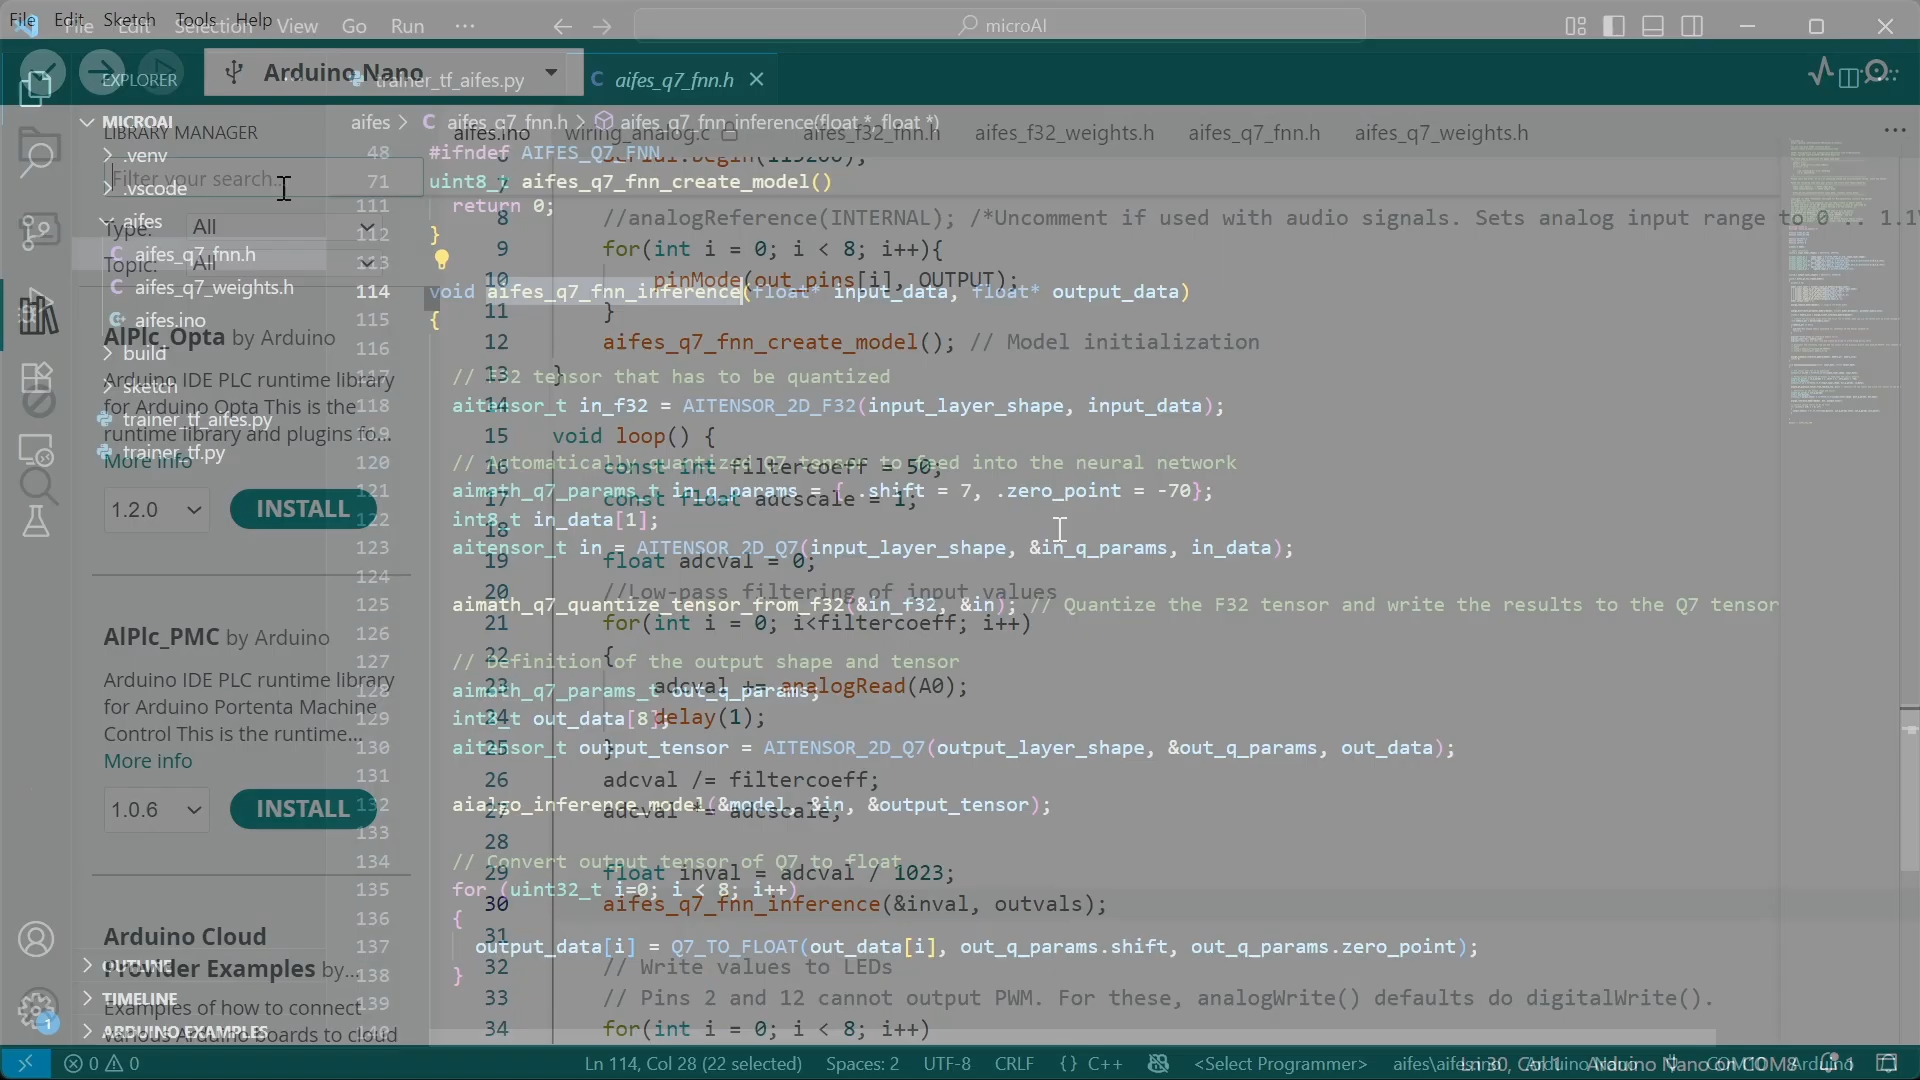 File Edit Sketch Tools Help
File Edit Selection View Go Run ···
microAI
Arduino Nano
EXPLORER
trainer_tf_aifes.py
C aifes_q7_fnn.h
MICROAI
LIBRARY MANAGER
.venv
Filter your search...
.vscode
aifes
Type: All
C aifes_q7_fnn.h
Topic: All
C aifes_q7_weights.h
aifes.ino
AlPlc_Opta by Arduino
build
Arduino IDE PLC runtime library
sketch
for Arduino Opta This is the
trainer_tf_aifes.py
runtime library and plugins fo...
trainer_tf.py
More info
1.2.0 INSTALL
AlPlc_PMC by Arduino
Arduino IDE PLC runtime library
for Arduino Portenta Machine
Control This is the runtime...
More info
1.0.6 INSTALL
Arduino Cloud
Provider Examples by...
OUTLINE
Examples of how to connect
TIMELINE
various Arduino boards to cloud
ARDUINO EXAMPLES
aifes > C aifes_q7_fnn.h > aifes_q7_fnn_inference(float *, float *)
aifes.ino wiring_analog.c aifes_f32_fnn.h aifes_f32_weights.h aifes_q7_fnn.h aifes_q7_weights.h ···
48 #ifndef AIFES_Q7_FNN
71 uint8_t aifes_q7_fnn_create_model()
111 return 0;
112 }
113
114 void aifes_q7_fnn_inference(float* input_data, float* output_data)
115 {
116
117 // F32 tensor that has to be quantized
118 aitensor_t in_f32 = AITENSOR_2D_F32(input_layer_shape, input_data);
119
120 // Automatically quantized Q7 tensor to feed into the neural network
121 aimath_q7_params_t in_q_params = { .shift = 7, .zero_point = -70};
122 int8_t in_data[1];
123 aitensor_t in = AITENSOR_2D_Q7(input_layer_shape, &in_q_params, in_data);
124
125 aimath_q7_quantize_tensor_from_f32(&in_f32, &in); // Quantize the F32 tensor and write the results to the Q7 tensor
126
127 // Definition of the output shape and tensor
128 aimath_q7_params_t out_q_params;
129 int8_t out_data[8];
130 aitensor_t output_tensor = AITENSOR_2D_Q7(output_layer_shape, &out_q_params, out_data);
131
132 aialgo_inference_model(&model, &in, &output_tensor);
133
134 // Convert output tensor of Q7 to float
135 for (uint32_t i=0; i < 8; i++)
136 {
137 output_data[i] = Q7_TO_FLOAT(out_data[i], out_q_params.shift, out_q_params.zero_point);
138 }
139
140
Serial.begin(115200);
8 //analogReference(INTERNAL); /*Uncomment if used with audio signals. Sets analog input range to 0 .. 1.1V
9 for(int i = 0; i < 8; i++){
10 pinMode(out_pins[i], OUTPUT);
11 }
12 aifes_q7_fnn_create_model(); // Model initialization
13 }
14
15 void loop() {
16 const int filtercoeff = 50;
17 const float adcscale = 1;
18
19 float adcval = 0;
20 //Low-pass filtering of input values
21 for(int i = 0; i<filtercoeff; i++)
22 {
23 adcval += analogRead(A0);
24 delay(1);
25 }
26 adcval /= filtercoeff;
27 adcval *= adcscale;
28
29 float inval = adcval / 1023;
30 aifes_q7_fnn_inference(&inval, outvals);
31
32 // Write values to LEDs
33 // Pins 2 and 12 cannot output PWM. For these, analogWrite() defaults do digitalWrite().
34 for(int i = 0; i < 8; i++)
1
0 0 Ln 114, Col 28 (22 selected) Spaces: 2 UTF-8 CRLF {} C++ <Select Programmer> aifes\aifes.ino
Ln 30, Col 1 Arduino Nano on COM8